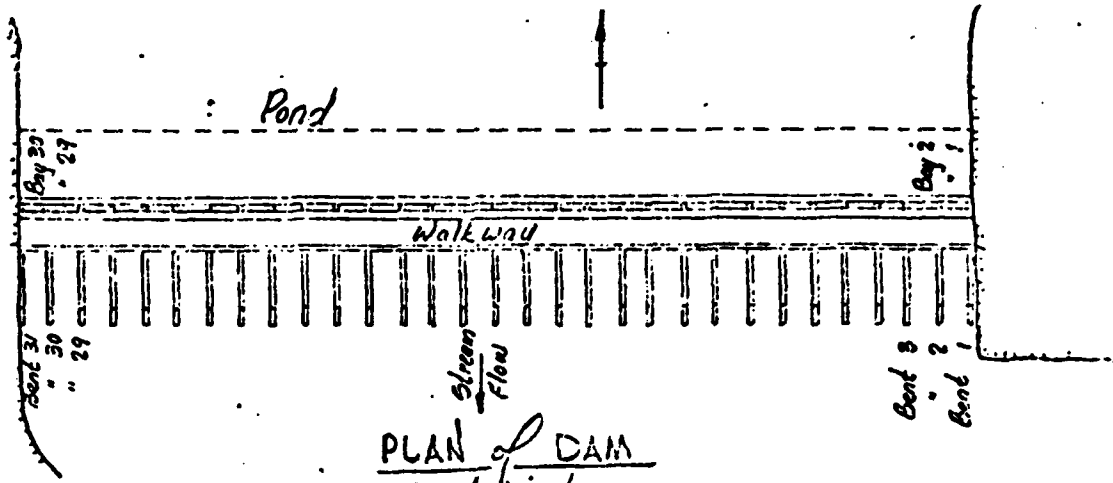 Pond
Bay 30
" 29
Bay 2
" 1
Walkway
Bent 31
" 30
" 29
Stream
Flow
Bent 3
" 2
Bent 1
PLAN of DAM